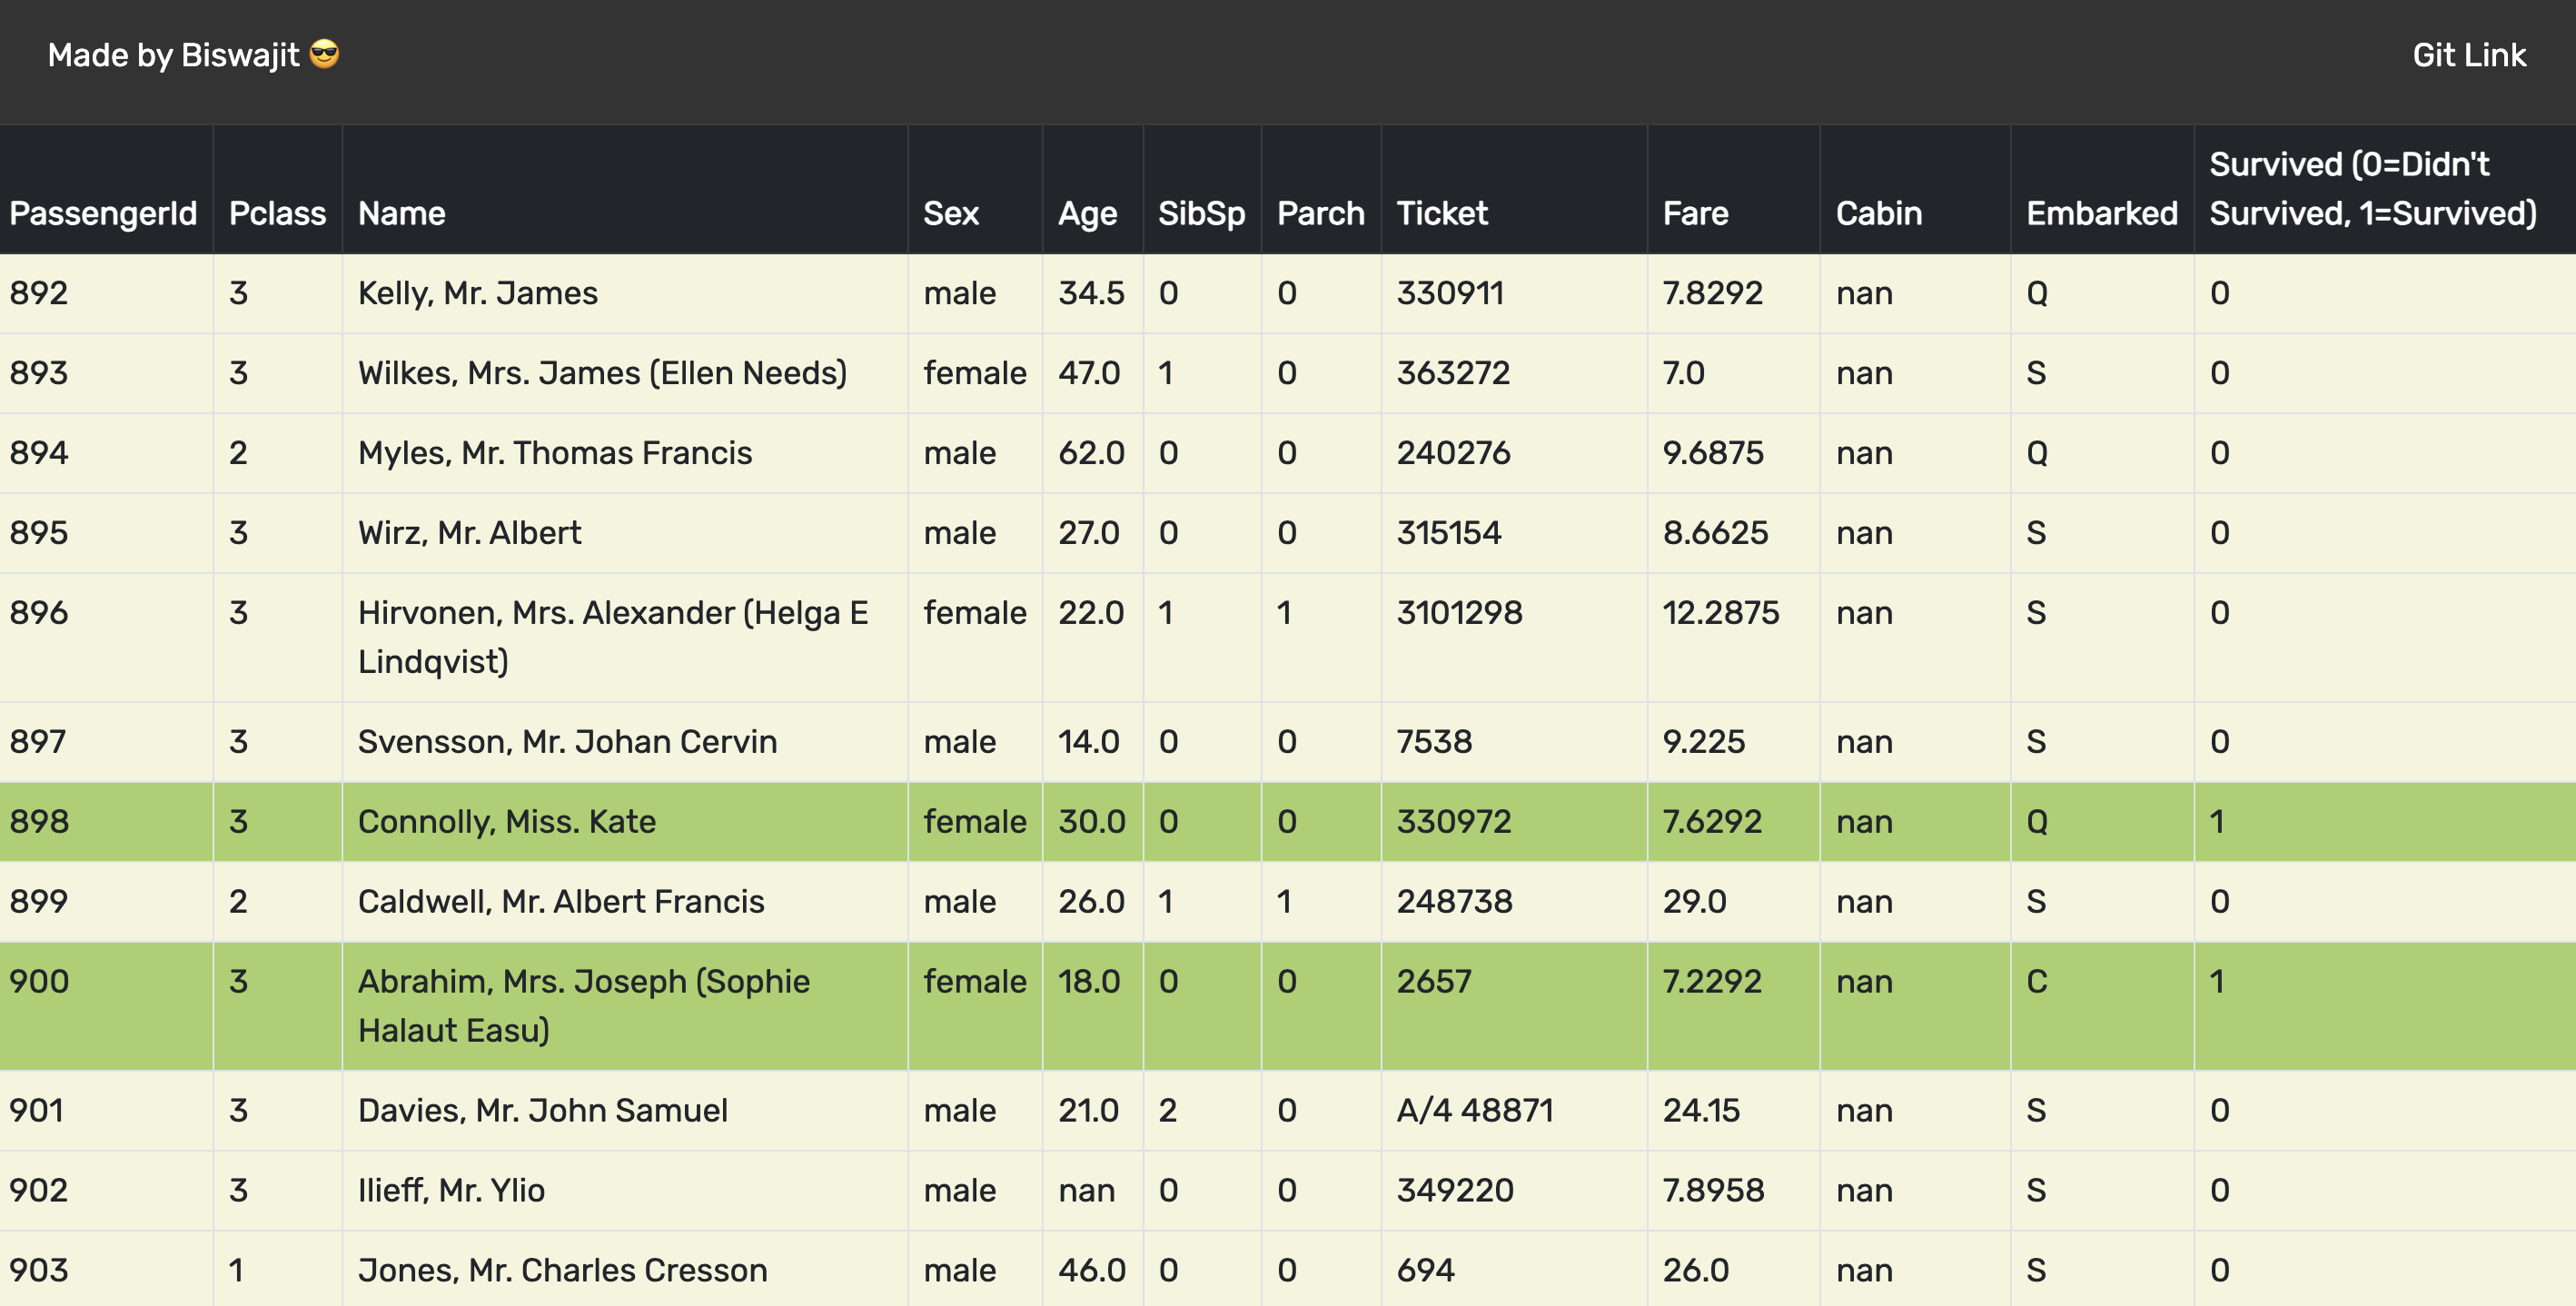 Made by Biswajit 😎 Git Link
PassengerId Pclass Name Sex Age SibSp Parch Ticket Fare Cabin Embarked Survived (0=Didn't Survived, 1=Survived)
892 3 Kelly, Mr. James male 34.5 0 0 330911 7.8292 nan Q 0
893 3 Wilkes, Mrs. James (Ellen Needs) female 47.0 1 0 363272 7.0 nan S 0
894 2 Myles, Mr. Thomas Francis male 62.0 0 0 240276 9.6875 nan Q 0
895 3 Wirz, Mr. Albert male 27.0 0 0 315154 8.6625 nan S 0
896 3 Hirvonen, Mrs. Alexander (Helga E Lindqvist) female 22.0 1 1 3101298 12.2875 nan S 0
897 3 Svensson, Mr. Johan Cervin male 14.0 0 0 7538 9.225 nan S 0
898 3 Connolly, Miss. Kate female 30.0 0 0 330972 7.6292 nan Q 1
899 2 Caldwell, Mr. Albert Francis male 26.0 1 1 248738 29.0 nan S 0
900 3 Abrahim, Mrs. Joseph (Sophie Halaut Easu) female 18.0 0 0 2657 7.2292 nan C 1
901 3 Davies, Mr. John Samuel male 21.0 2 0 A/4 48871 24.15 nan S 0
902 3 Ilieff, Mr. Ylio male nan 0 0 349220 7.8958 nan S 0
903 1 Jones, Mr. Charles Cresson male 46.0 0 0 694 26.0 nan S 0